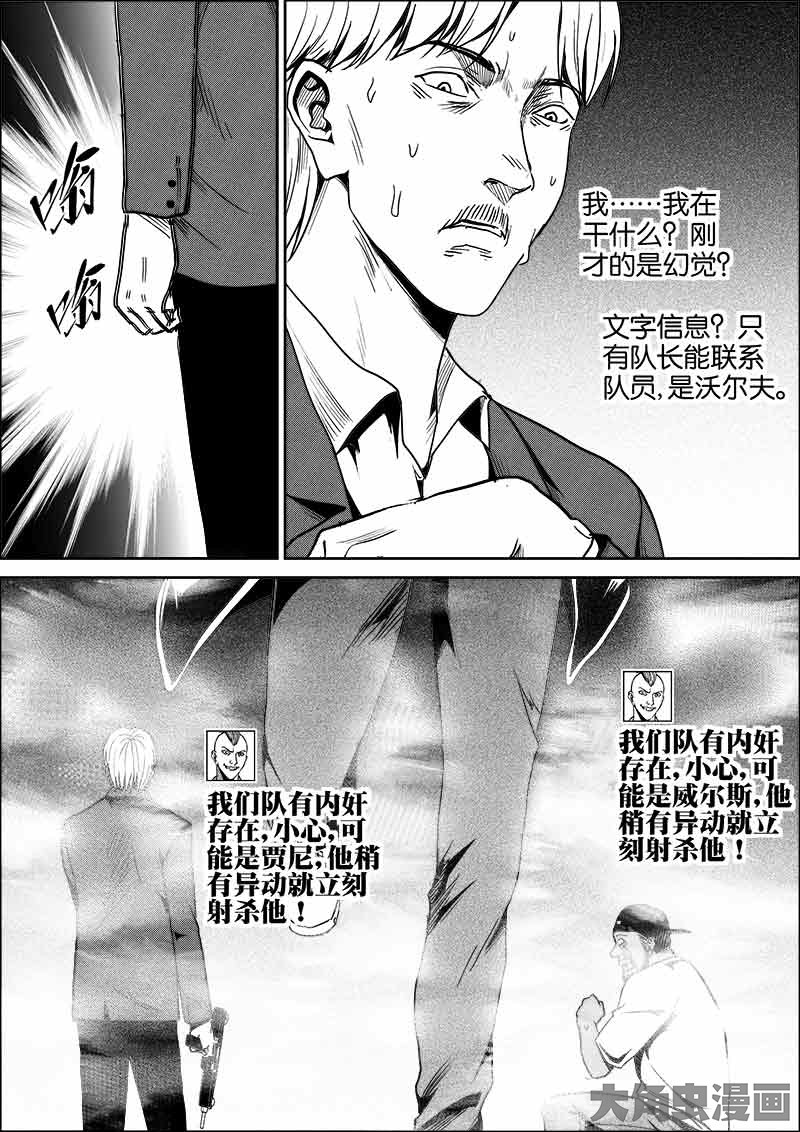 嗡
嗡
我……我在
干什么？刚
才的是幻觉？
文字信息？只
有队长能联系
队员，是沃尔夫。
我们队有内奸
存在，小心，可
能是贾尼，他稍
有异动就立刻
射杀他！
我们队有内奸
存在，小心，可
能是威尔斯，他
稍有异动就立
刻射杀他！
大角虫漫画